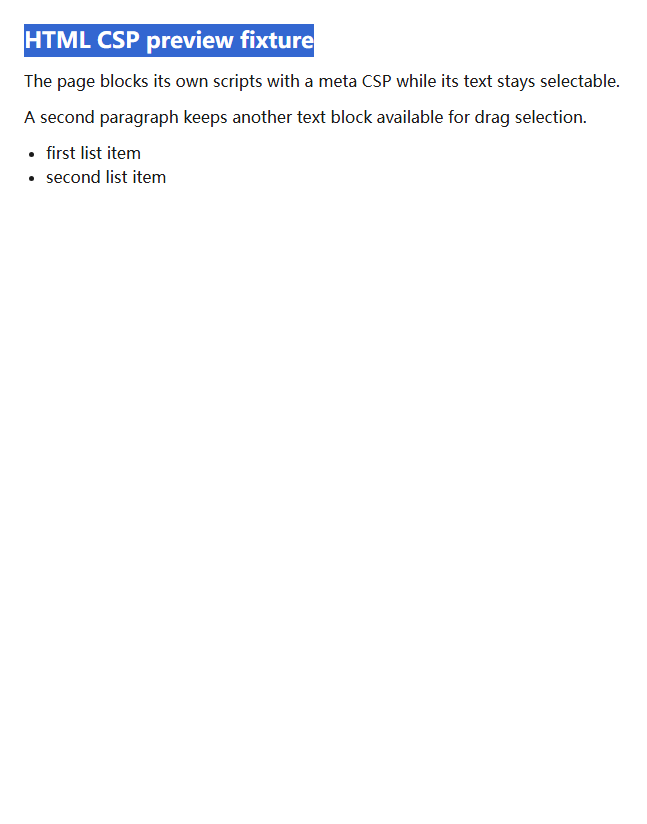 HTML CSP preview fixture
The page blocks its own scripts with a meta CSP while its text stays selectable.
A second paragraph keeps another text block available for drag selection.
• first list item
• second list item